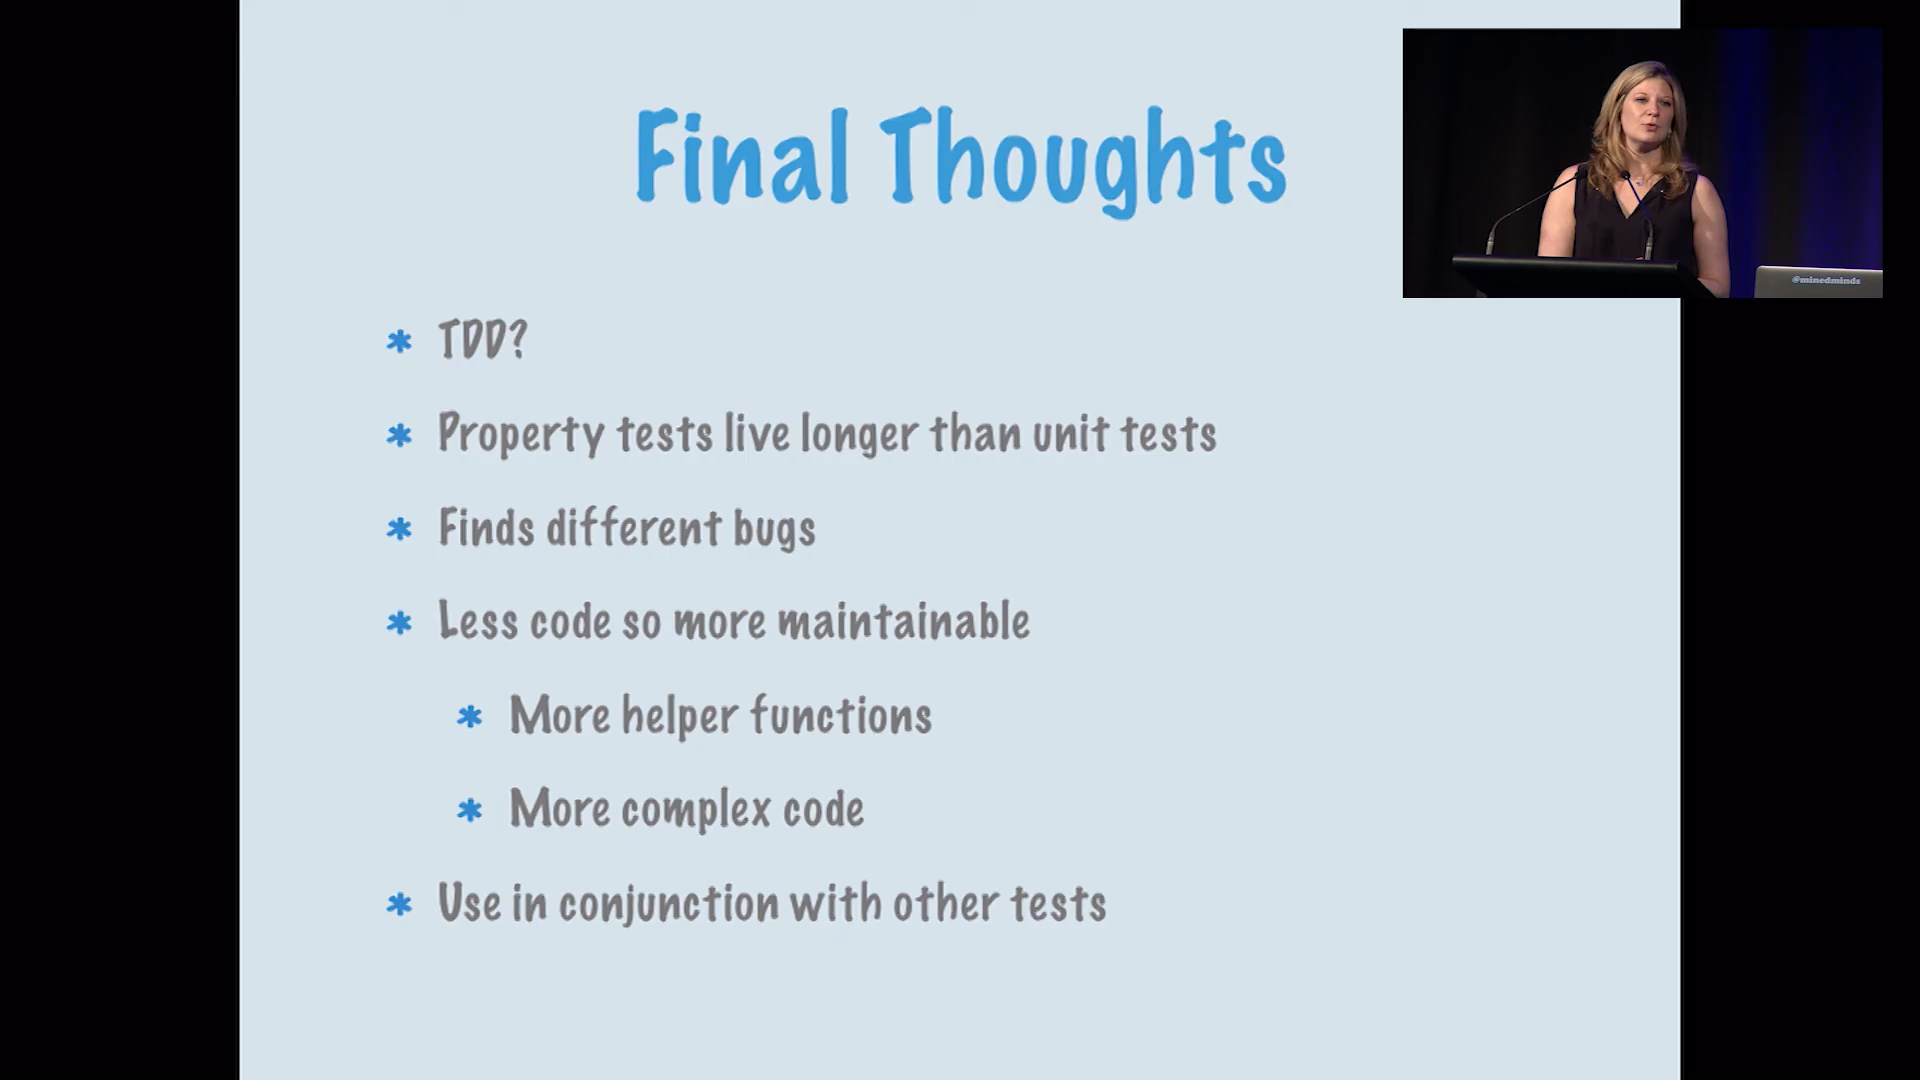 Final Thoughts
TDD?
Property tests live longer than unit tests
Finds different bugs
Less code so more maintainable
More helper functions
More complex code
Use in conjunction with other tests
@minedminds